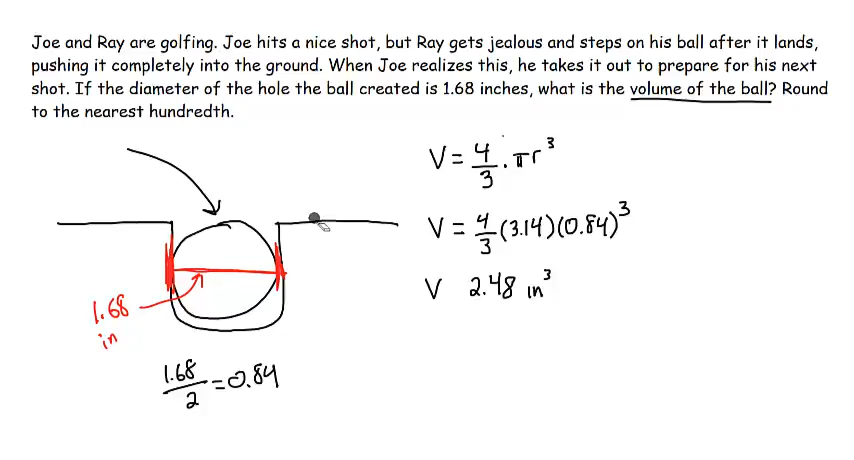 Joe and Ray are golfing. Joe hits a nice shot, but Ray gets jealous and steps on his ball after it lands,
pushing it completely into the ground. When Joe realizes this, he takes it out to prepare for his next
shot. If the diameter of the hole the ball created is 1.68 inches, what is the volume of the ball? Round
to the nearest hundredth.
V = 4/3 · πr³
V = 4/3 (3.14)(0.84)³
V 2.48 in³
1.68
in
1.68/2 = 0.84